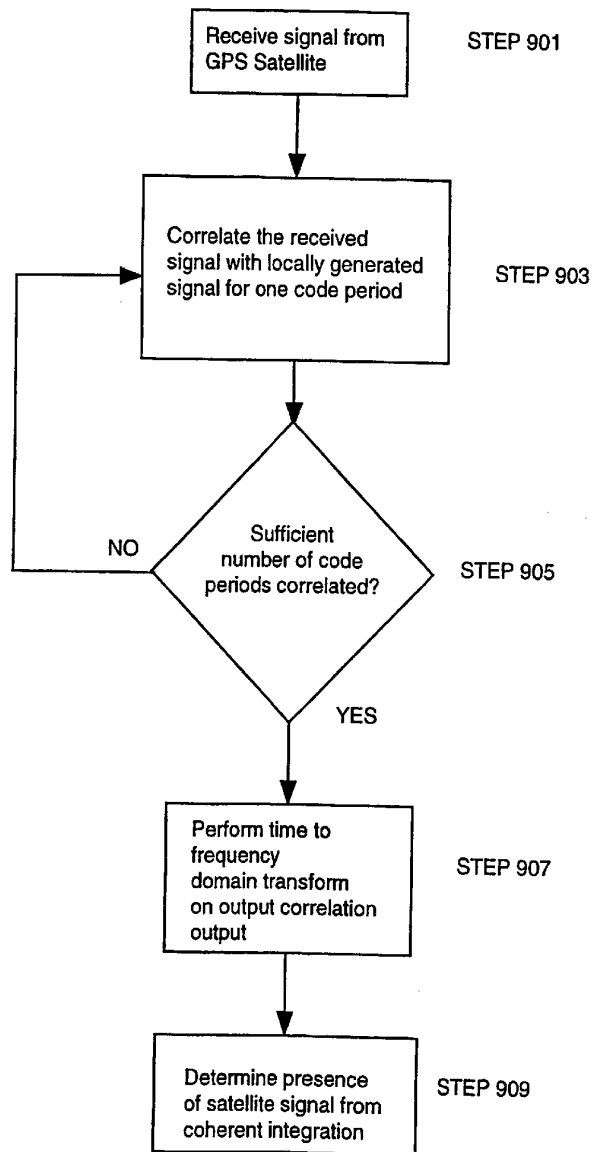 Receive signal from
GPS Satellite
STEP 901
Correlate the received
signal with locally generated
signal for one code period
STEP 903
NO
Sufficient
number of code
periods correlated?
STEP 905
YES
Perform time to
frequency
domain transform
on output correlation
output
STEP 907
Determine presence
of satellite signal from
coherent integration
STEP 909